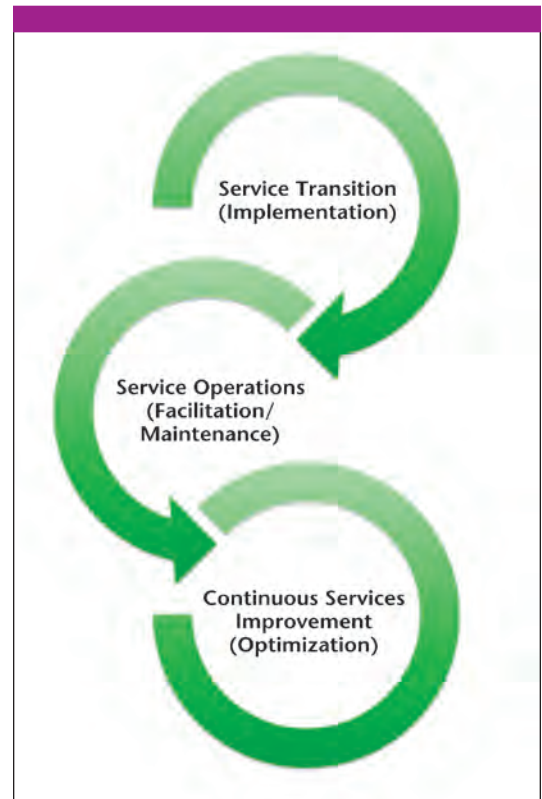 Service Transition
(Implementation)
Service Operations
(Facilitation/
Maintenance)
Continuous Services
Improvement
(Optimization)